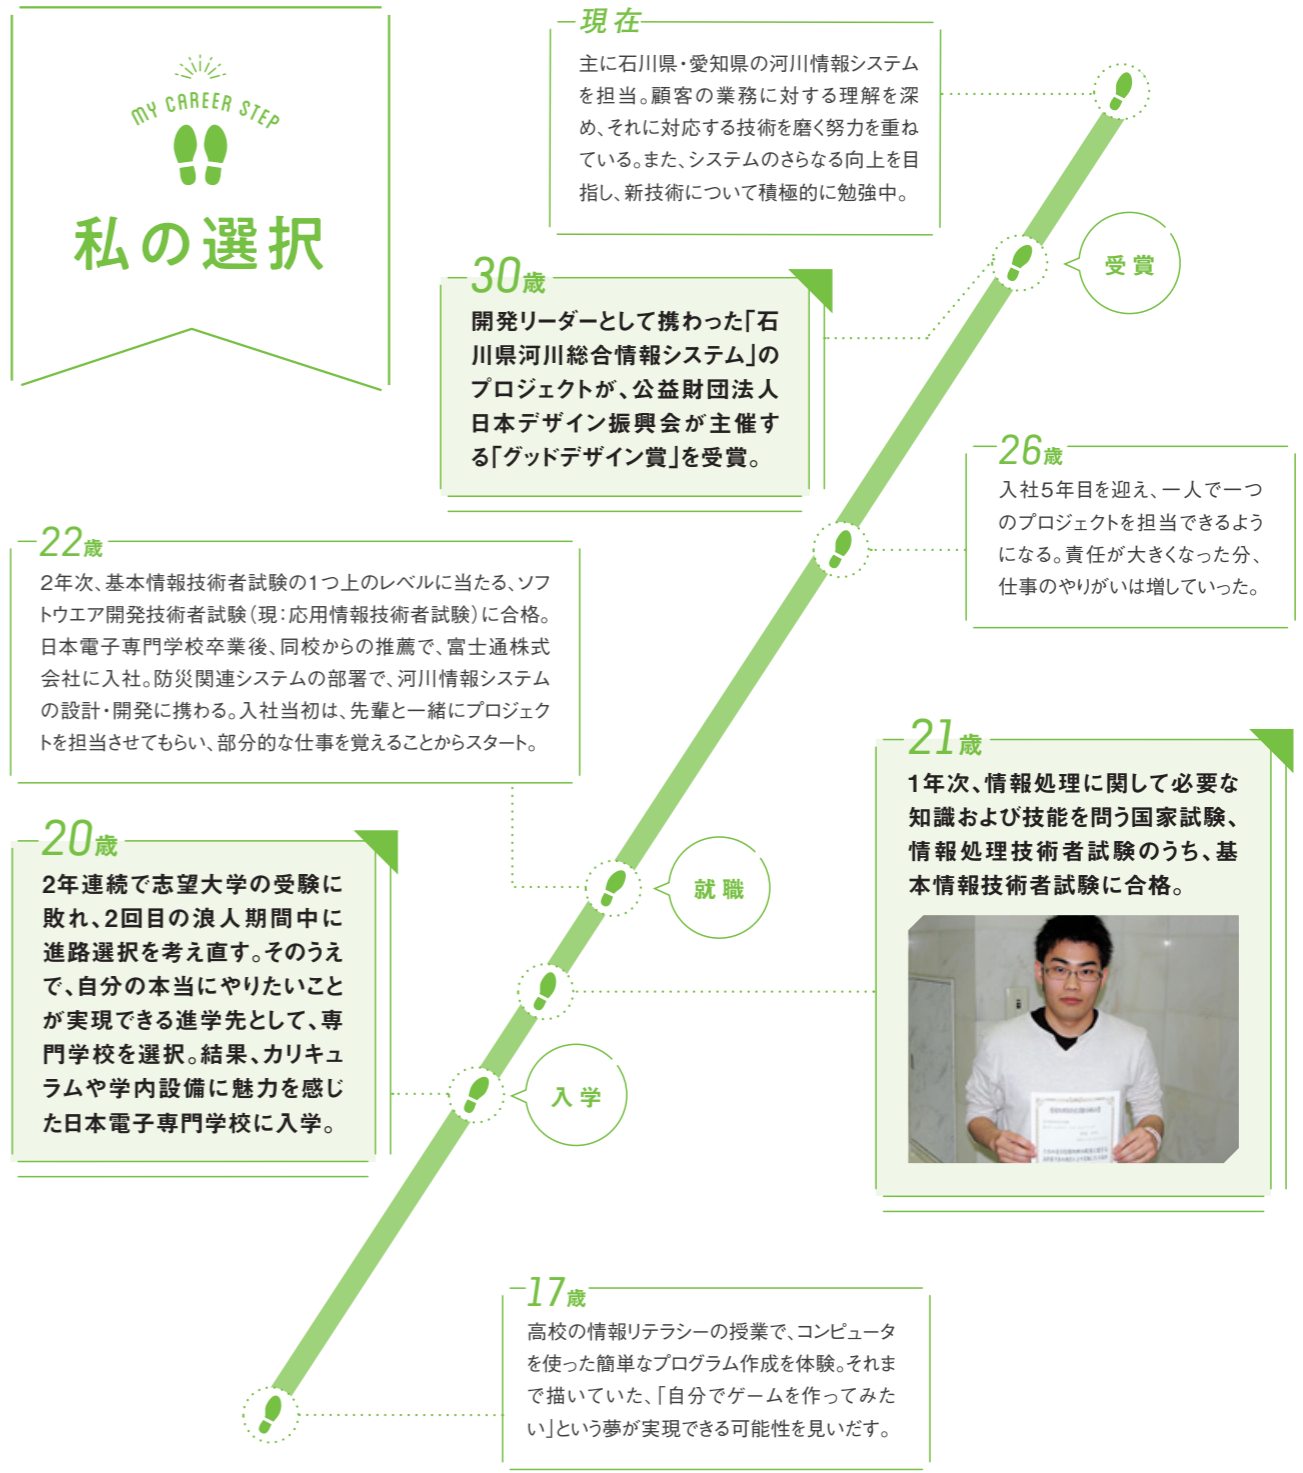 MY CAREER STEP
私の選択
現在
主に石川県・愛知県の河川情報システム
を担当。顧客の業務に対する理解を深
め、それに対応する技術を磨く努力を重ね
ている。また、システムのさらなる向上を目
指し、新技術について積極的に勉強中。
受賞
30歳
開発リーダーとして携わった「石
川県河川総合情報システム」の
プロジェクトが、公益財団法人
日本デザイン振興会が主催す
る「グッドデザイン賞」を受賞。
26歳
入社5年目を迎え、一人で一つ
のプロジェクトを担当できるよう
になる。責任が大きくなった分、
仕事のやりがいは増していった。
22歳
2年次、基本情報技術者試験の1つ上のレベルに当たる、ソフ
トウエア開発技術者試験（現：応用情報技術者試験）に合格。
日本電子専門学校卒業後、同校からの推薦で、富士通株式
会社に入社。防災関連システムの部署で、河川情報システム
の設計・開発に携わる。入社当初は、先輩と一緒にプロジェク
トを担当させてもらい、部分的な仕事を覚えることからスタート。
就職
21歳
1年次、情報処理に関して必要な
知識および技能を問う国家試験、
情報処理技術者試験のうち、基
本情報技術者試験に合格。
20歳
2年連続で志望大学の受験に
敗れ、2回目の浪人期間中に
進路選択を考え直す。そのうえ
で、自分の本当にやりたいこと
が実現できる進学先として、専
門学校を選択。結果、カリキュ
ラムや学内設備に魅力を感じ
た日本電子専門学校に入学。
入学
17歳
高校の情報リテラシーの授業で、コンピュータ
を使った簡単なプログラム作成を体験。それま
で描いていた、「自分でゲームを作ってみた
い」という夢が実現できる可能性を見いだす。